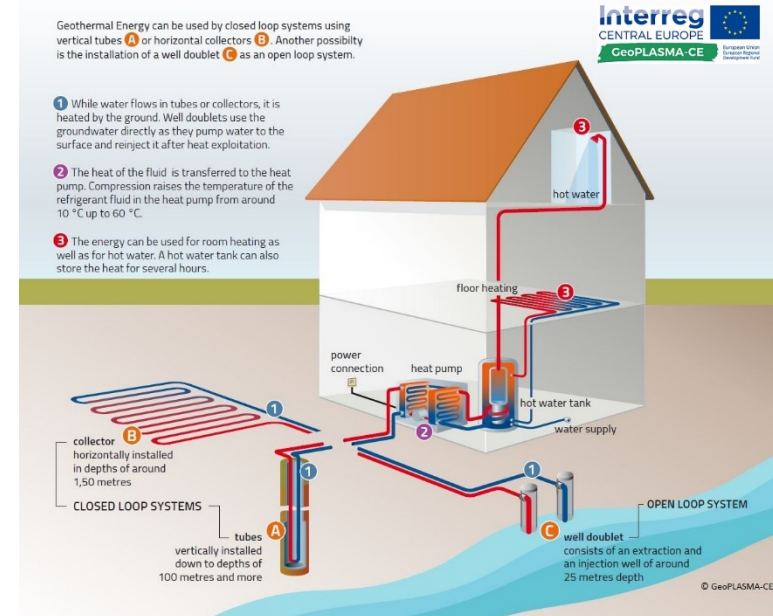 Geothermal Energy can be used by closed loop systems using
vertical tubes A or horizontal collectors B. Another possibilty
is the installation of a well doublet C as an open loop system.
Interreg
CENTRAL EUROPE
GeoPLASMA-CE
European Union
European Regional
Development Fund
1 While water flows in tubes or collectors, it is
heated by the ground. Well doublets use the
groundwater directly as they pump water to the
surface and reinject it after heat exploitation.
2 The heat of the fluid is transferred to the heat
pump. Compression raises the temperature of the
refrigerant fluid in the heat pump from around
10 °C up to 60 °C.
3 The energy can be used for room heating as
well as for hot water. A hot water tank can also
store the heat for several hours.
3
hot water
floor heating
3
power
connection
heat pump
hot water tank
2
water supply
1
B
collector
horizontally installed
in depths of around
1,50 metres
CLOSED LOOP SYSTEMS
1
A
tubes
vertically installed
down to depths of
100 metres and more
1
OPEN LOOP SYSTEM
C
well doublet
consists of an extraction and
an injection well of around
25 metres depth
© GeoPLASMA-CE